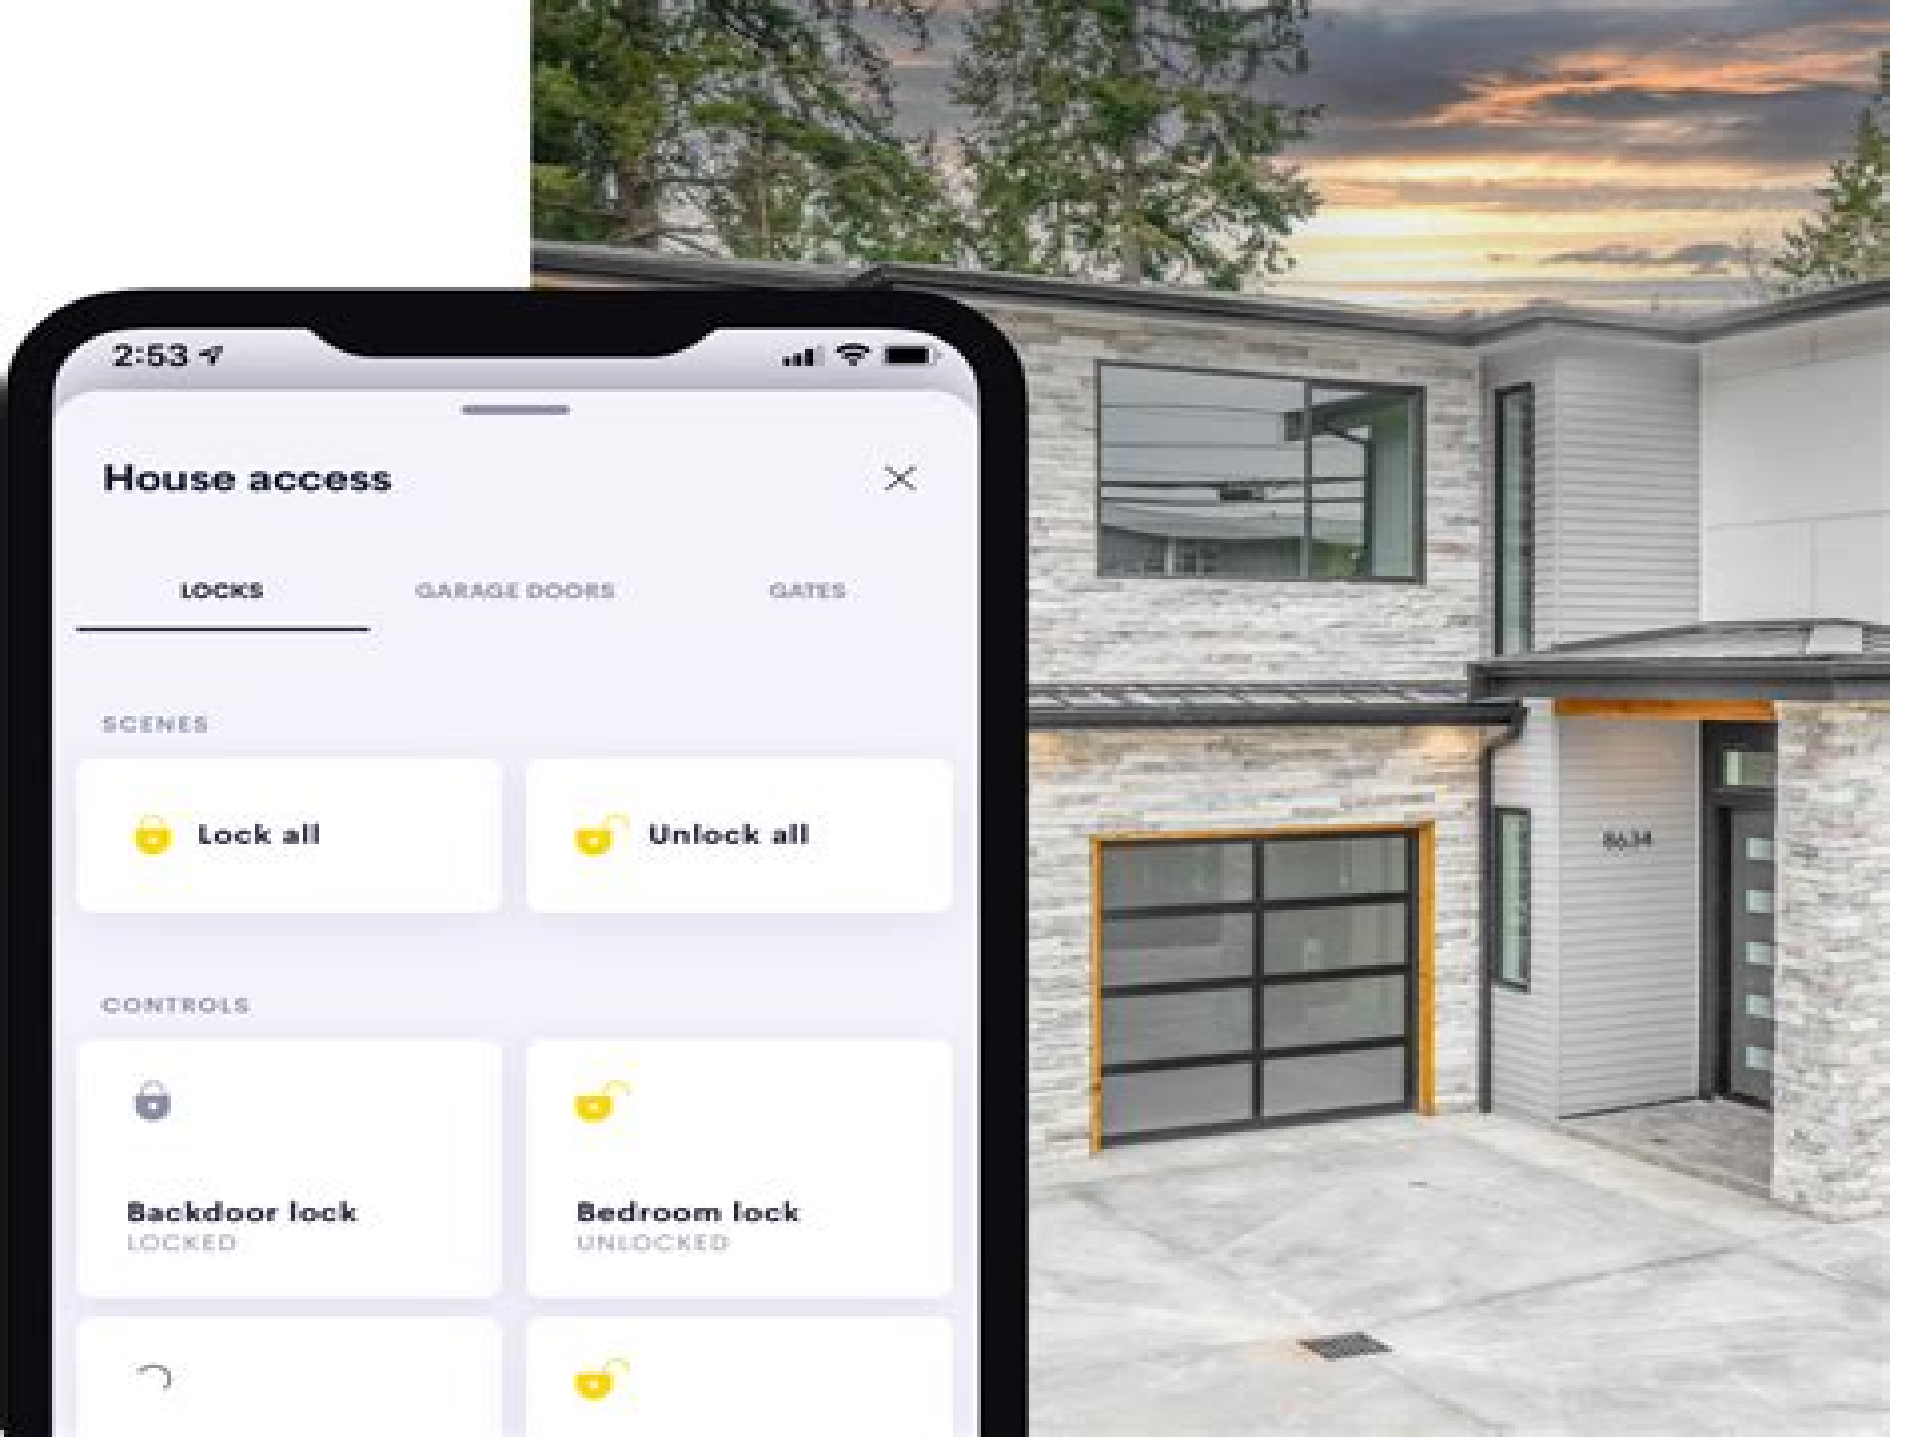 2:53
House access
LOCKS GARAGE DOORS GATES
SCENES
Lock all Unlock all
CONTROLS
Backdoor lock Bedroom lock
LOCKED UNLOCKED
8634